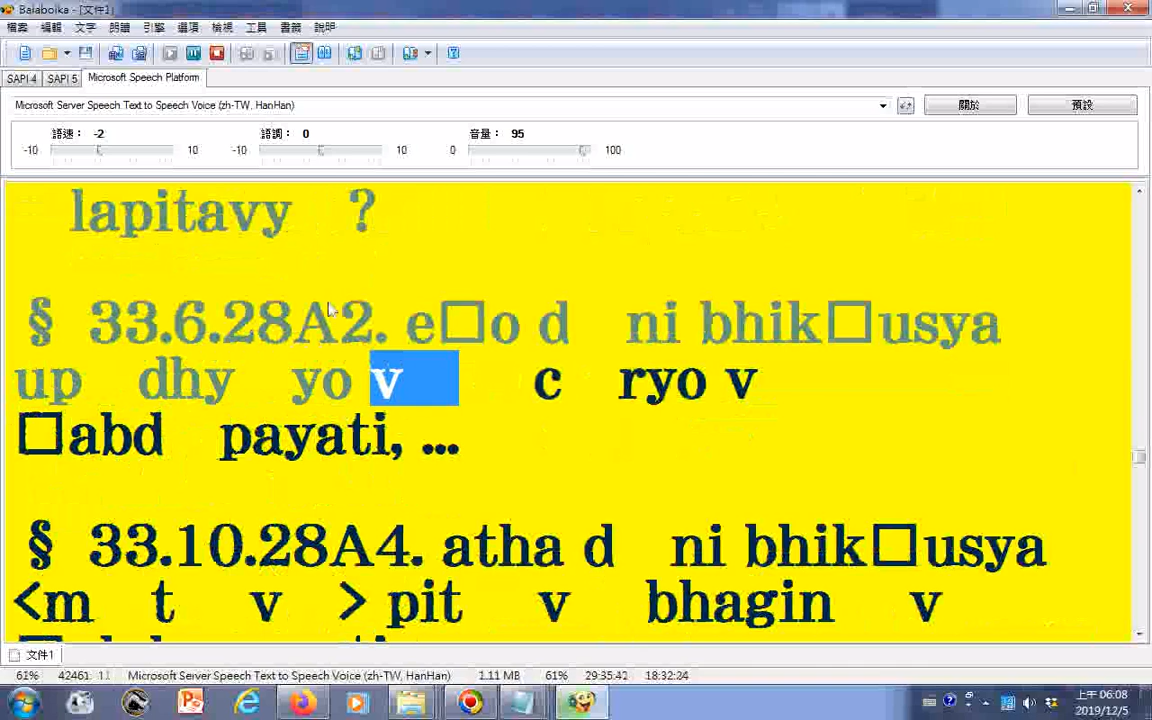 Balabolka - [文件1]
檔案 編輯 文字 朗讀 引擎 選項 檢視 工具 書籤 說明
SAPI 4 SAPI 5 Microsoft Speech Platform
Microsoft Server Speech Text to Speech Voice (zh-TW, HanHan) 關於 預設
語速： -2 語調： 0 音量： 95
-10 10 -10 10 0 100
lapitavy ?
§ 33.6.28A2. e□o d ni bhik□usya
up dhy yo v c ryo v
□abd payati, ...
§ 33.10.28A4. atha d ni bhik□usya
<m t v > pit v bhagin v
文件1
61% Microsoft Server Speech Text to Speech Voice (zh-TW, HanHan) 1.11 MB 61% 29:35:42 18:32:24
上午 06:08
2019/12/5